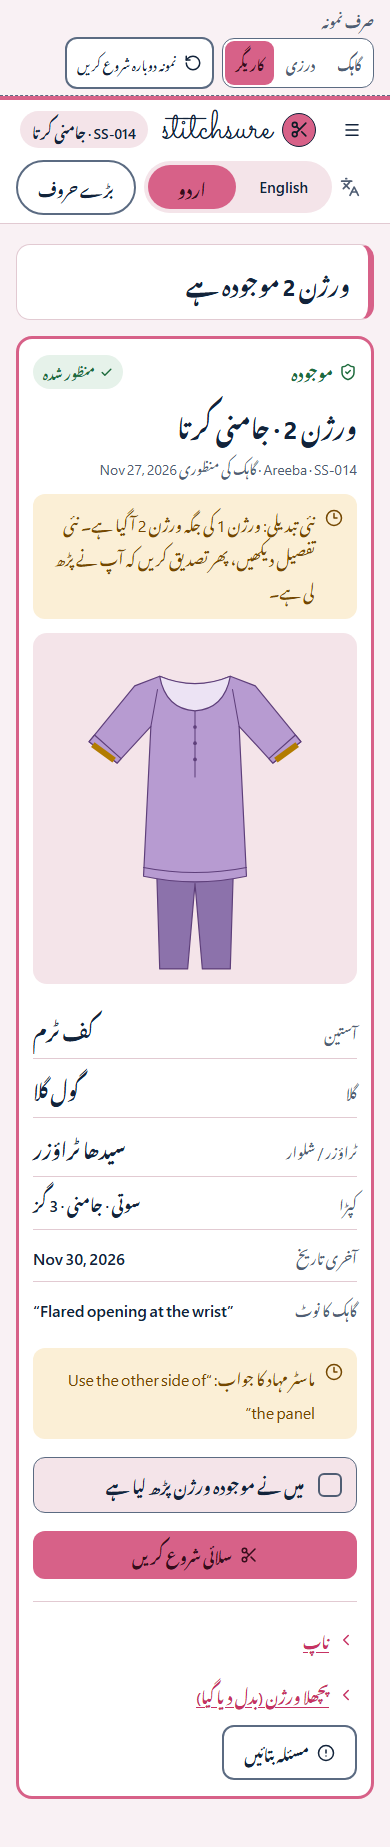 صرف نمونہ
گاہک
درزی
کاریگر
نمونہ دوبارہ شروع کریں
stitchsure
SS-014 · جامنی کرتا
English
اردو
بڑے حروف
ورژن 2 موجودہ ہے
موجودہ
منظور شدہ
ورژن 2 · جامنی کرتا
Areeba · SS-014 · گاہک کی منظوری Nov 27, 2026
نئی تبدیلی: ورژن 1 کی جگہ ورژن 2 آ گیا ہے۔ نئی
تفصیل دیکھیں، پھر تصدیق کریں کہ آپ نے پڑھ
لی ہے۔
آستین
کف ٹرم
گلا
گول گلا
ٹراؤزر / شلوار
سیدھا ٹراؤزر
کپڑا
سوتی · جامنی · 3 گز
آخری تاریخ
Nov 30, 2026
گاہک کا نوٹ
“Flared opening at the wrist”
ماسٹر مہاد کا جواب: “Use the other side of
the panel”
میں نے موجودہ ورژن پڑھ لیا ہے
سلائی شروع کریں
ناپ
پچھلا ورژن (بدل دیا گیا)
مسئلہ بتائیں